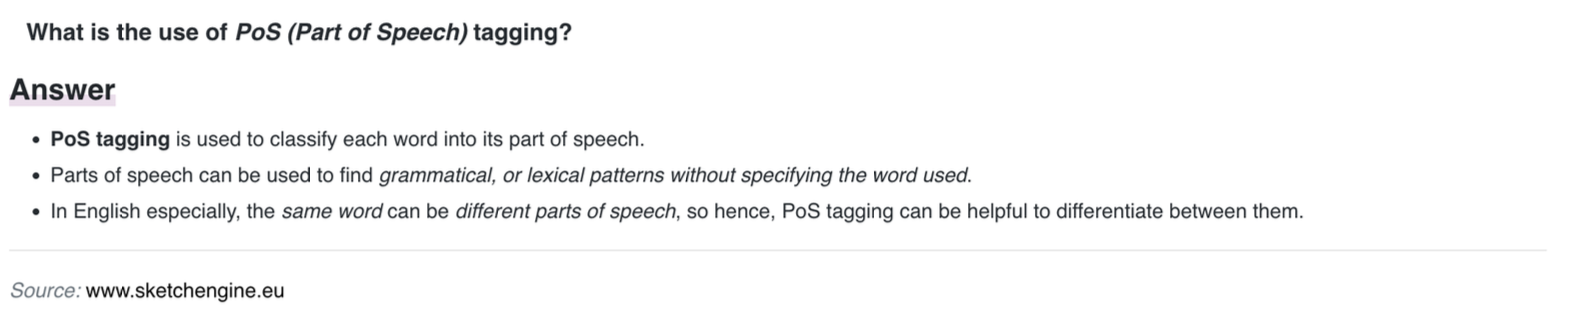 What is the use of PoS (Part of Speech) tagging?
Answer
• PoS tagging is used to classify each word into its part of speech.
• Parts of speech can be used to find grammatical, or lexical patterns without specifying the word used.
• In English especially, the same word can be different parts of speech, so hence, PoS tagging can be helpful to differentiate between them.
Source: www.sketchengine.eu